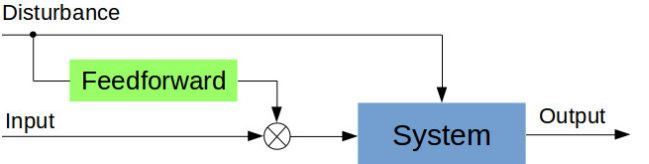 Disturbance
Feedforward
Input
System
Output